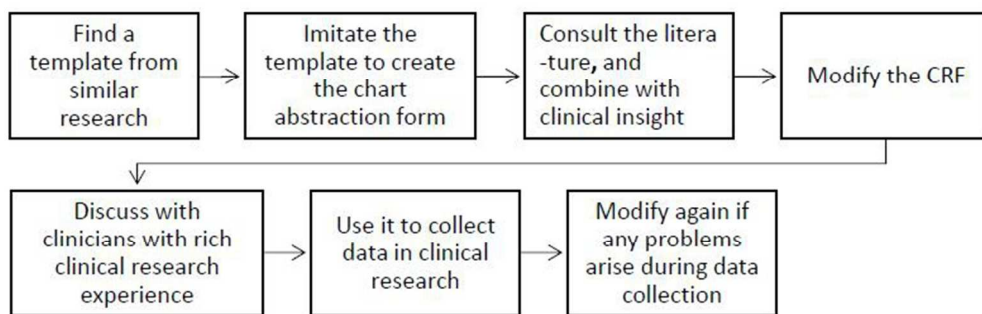 Find a
template from
similar
research
Imitate the
template to create
the chart
abstraction form
Consult the litera
-ture, and
combine with
clinical insight
Modify the CRF
Discuss with
clinicians with rich
clinical research
experience
Use it to collect
data in clinical
research
Modify again if
any problems
arise during data
collection